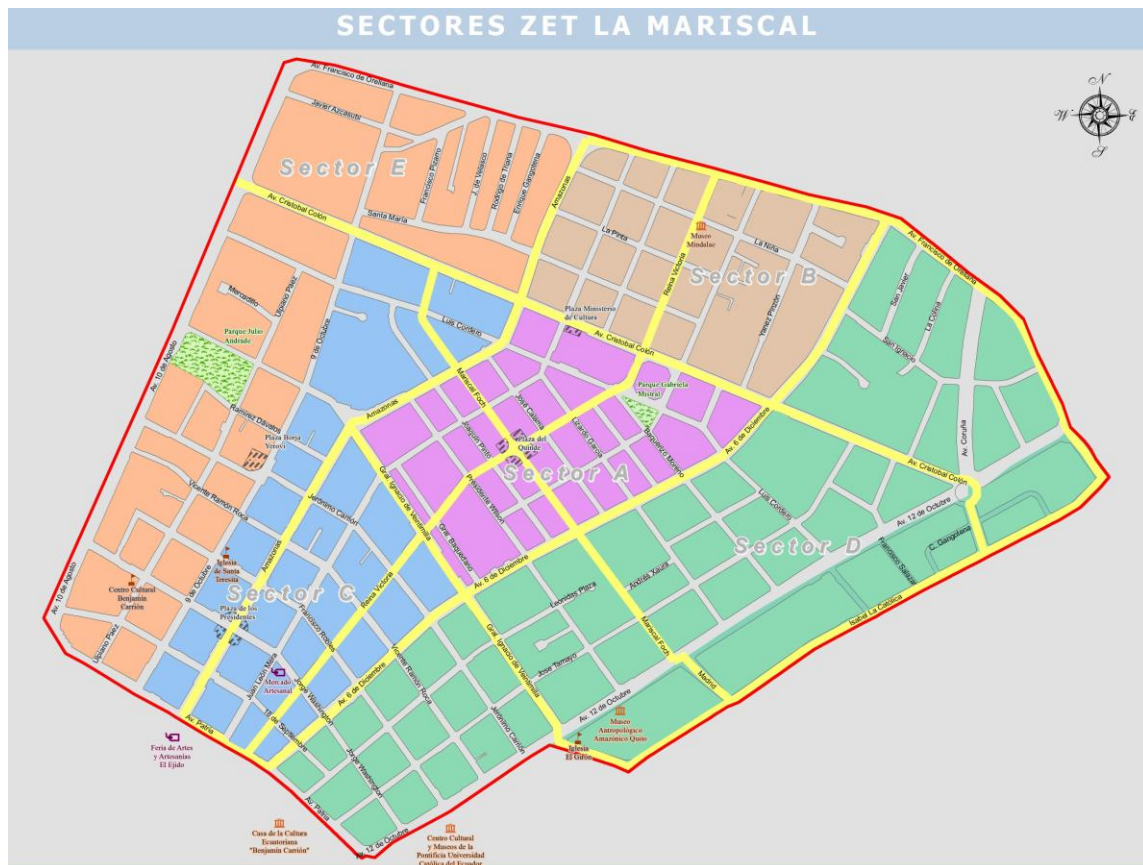 SECTORES ZET LA MARISCAL
N
W
E
S
Av. Francisco de Orellana
Javier Azcasubi
Sector E
Francisco Pizarro
J. de Velasco
Rodrigo de Triana
Enrique Gangotena
Amazonas
Av. Cristobal Colón
Santa María
La Pinta
Reina Victoria
Museo
Mindalae
La Niña
Sector B
Yanez Pinzón
Av. Francisco de Orellana
San Javier
La Colina
San Ignacio
Mercadillo
Ulpiano Páez
9 de Octubre
Luis Cordero
Plaza Ministerio
de Cultura
Av. Cristobal Colón
Parque Julio
Andrade
Av. 10 de Agosto
Ramírez Dávalos
Amazonas
Mariscal Foch
José Calama
Joaquín Pinto
Lizardo García
Parque Gabriela
Mistral
Baquerizo Moreno
Av. 6 de Diciembre
Plaza Borja
Yerovi
Plaza del
Quinde
Sector A
Presidente Wilson
Gral. Baquedano
Gral. Ignacio de Veintimilla
Vicente Ramón Roca
Jerónimo Carrión
Luis Cordero
Av. Cristobal Colón
Av. Coruña
Av. 12 de Octubre
Sector D
Francisco Salazar
C. Gangotena
Isabel La Católica
Iglesia
de Santa
Teresita
Amazonas
Reina Victoria
Av. 6 de Diciembre
Leonidas Plaza
Andrés Xaura
Av. 10 de Agosto
Centro Cultural
Benjamín
Carrión
9 de Octubre
Sector C
Plaza de los
Presidentes
Francisco Robles
Ulpiano Páez
Juan León Mera
Mercado
Artesanal
Jorge Washington
18 de Septiembre
Av. 6 de Diciembre
Vicente Ramón Roca
Jerónimo Carrión
Gral. Ignacio de Veintimilla
Jose Tamayo
Mariscal Foch
Madrid
Av. 12 de Octubre
Museo
Antropológico
Amazónico Quito
Iglesia
El Girón
Av. Patria
Feria de Artes
y Artesanías
El Ejido
Jorge Washington
Av. Patria
12 de Octubre
Casa de la Cultura
Ecuatoriana
"Benjamín Carrión"
Centro Cultural
y Museos de la
Pontificia Universidad
Católica del Ecuador